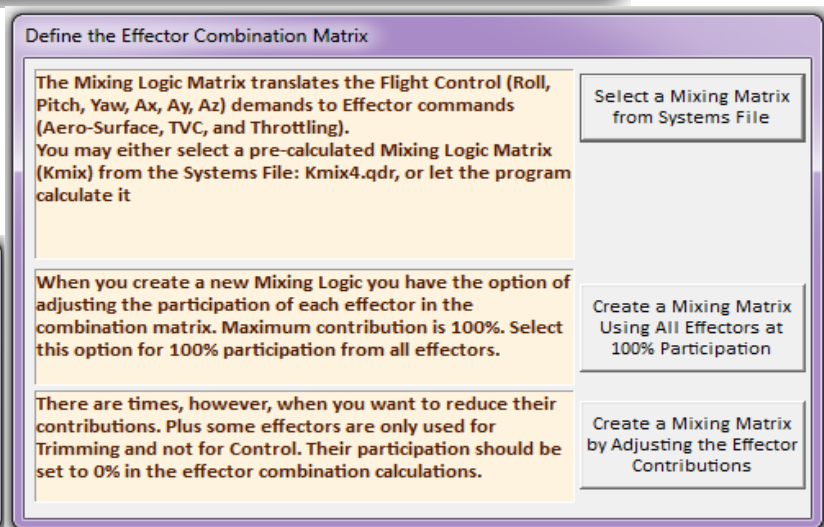 Define the Effector Combination Matrix
The Mixing Logic Matrix translates the Flight Control (Roll,
Pitch, Yaw, Ax, Ay, Az) demands to Effector commands
(Aero-Surface, TVC, and Throttling).
You may either select a pre-calculated Mixing Logic Matrix
(Kmix) from the Systems File: Kmix4.qdr, or let the program
calculate it
Select a Mixing Matrix
from Systems File
When you create a new Mixing Logic you have the option of
adjusting the participation of each effector in the
combination matrix. Maximum contribution is 100%. Select
this option for 100% participation from all effectors.
Create a Mixing Matrix
Using All Effectors at
100% Participation
There are times, however, when you want to reduce their
contributions. Plus some effectors are only used for
Trimming and not for Control. Their participation should be
set to 0% in the effector combination calculations.
Create a Mixing Matrix
by Adjusting the Effector
Contributions